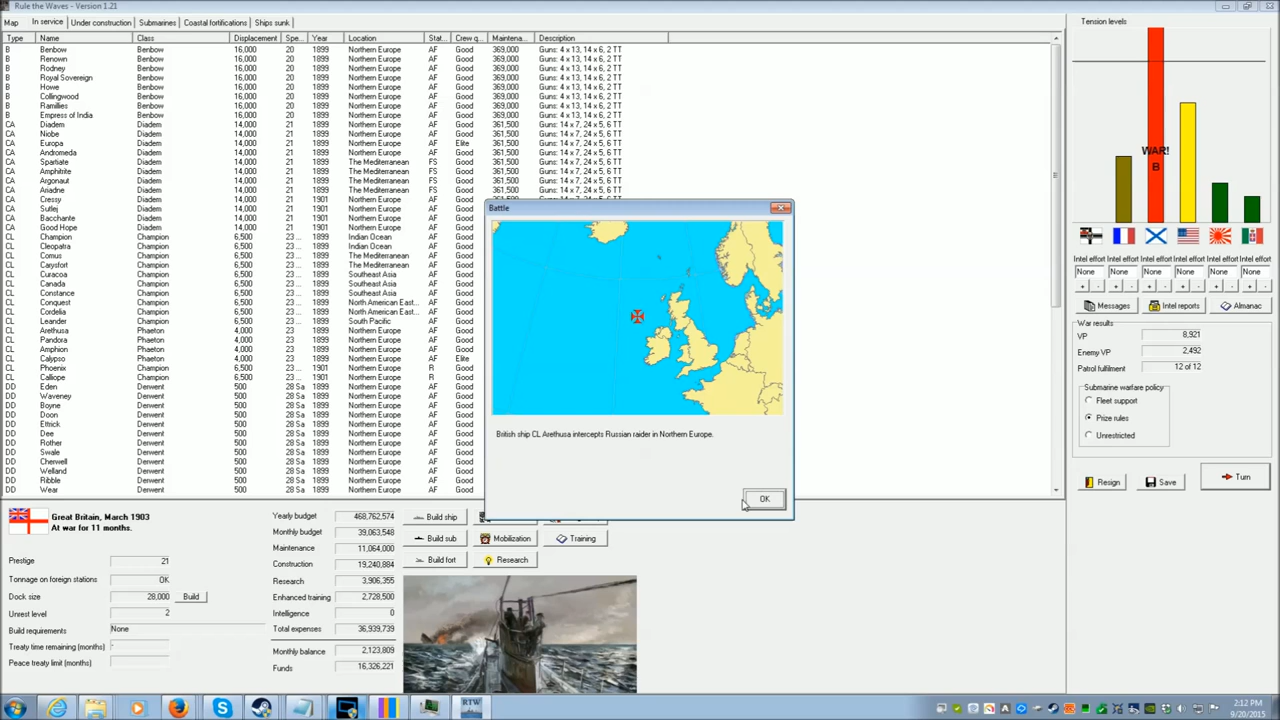 Rule the Waves - Version 1.21
Map In service Under construction Submarines Coastal fortifications Ships sunk
Type Name Class Displacement Spe... Year Location Stat... Crew q... Maintena... Description
B Benbow Benbow 16,000 20 1899 Northern Europe AF Good 369,000 Guns: 4 x 13, 14 x 6, 2 TT
B Renown Benbow 16,000 20 1899 Northern Europe AF Good 369,000 Guns: 4 x 13, 14 x 6, 2 TT
B Rodney Benbow 16,000 20 1899 Northern Europe AF Good 369,000 Guns: 4 x 13, 14 x 6, 2 TT
B Royal Sovereign Benbow 16,000 20 1899 Northern Europe AF Good 369,000 Guns: 4 x 13, 14 x 6, 2 TT
B Howe Benbow 16,000 20 1899 Northern Europe AF Good 369,000 Guns: 4 x 13, 14 x 6, 2 TT
B Collingwood Benbow 16,000 20 1899 Northern Europe AF Good 369,000 Guns: 4 x 13, 14 x 6, 2 TT
B Ramillies Benbow 16,000 20 1899 Northern Europe AF Good 369,000 Guns: 4 x 13, 14 x 6, 2 TT
B Empress of India Benbow 16,000 20 1899 Northern Europe AF Good 369,000 Guns: 4 x 13, 14 x 6, 2 TT
CA Diadem Diadem 14,000 21 1899 Northern Europe AF Good 361,500 Guns: 14 x 7, 24 x 5, 6 TT
CA Niobe Diadem 14,000 21 1899 Northern Europe AF Good 361,500 Guns: 14 x 7, 24 x 5, 6 TT
CA Europa Diadem 14,000 21 1899 Northern Europe AF Elite 361,500 Guns: 14 x 7, 24 x 5, 6 TT
CA Andromeda Diadem 14,000 21 1899 Northern Europe AF Good 361,500 Guns: 14 x 7, 24 x 5, 6 TT
CA Spartiate Diadem 14,000 21 1899 The Mediterranean FS Good 361,500 Guns: 14 x 7, 24 x 5, 6 TT
CA Amphitrite Diadem 14,000 21 1899 The Mediterranean FS Good 361,500 Guns: 14 x 7, 24 x 5, 6 TT
CA Argonaut Diadem 14,000 21 1899 The Mediterranean FS Good 361,500 Guns: 14 x 7, 24 x 5, 6 TT
CA Ariadne Diadem 14,000 21 1899 The Mediterranean FS Good 361,500 Guns: 14 x 7, 24 x 5, 6 TT
CA Cressy Diadem 14,000 21 1901 Northern Europe AF Good
CA Sutlej Diadem 14,000 21 1901 Northern Europe AF Good
CA Bacchante Diadem 14,000 21 1901 Northern Europe AF Good
CA Good Hope Diadem 14,000 21 1901 Northern Europe AF Good
CL Champion Champion 6,500 23 ... 1899 Indian Ocean AF Good
CL Cleopatra Champion 6,500 23 ... 1899 Indian Ocean AF Good
CL Comus Champion 6,500 23 ... 1899 The Mediterranean AF Good
CL Carysfort Champion 6,500 23 ... 1899 The Mediterranean AF Good
CL Curacoa Champion 6,500 23 ... 1899 Southeast Asia AF Good
CL Canada Champion 6,500 23 ... 1899 Southeast Asia AF Good
CL Constance Champion 6,500 23 ... 1899 Southeast Asia AF Good
CL Conquest Champion 6,500 23 ... 1899 North American East... AF Good
CL Cordelia Champion 6,500 23 ... 1899 North American East... AF Good
CL Leander Champion 6,500 23 ... 1899 South Pacific AF Good
CL Arethusa Phaeton 4,000 23 1899 Northern Europe AF Good
CL Pandora Phaeton 4,000 23 1899 Northern Europe AF Good
CL Amphion Phaeton 4,000 23 1899 Northern Europe AF Good
CL Calypso Phaeton 4,000 23 1899 Northern Europe AF Elite
CL Phoenix Champion 6,500 23 ... 1901 Northern Europe R Good
CL Calliope Champion 6,500 23 ... 1901 Northern Europe R Good
DD Eden Derwent 500 28 Sa 1899 Northern Europe AF Good
DD Waveney Derwent 500 28 Sa 1899 Northern Europe AF Good
DD Boyne Derwent 500 28 Sa 1899 Northern Europe AF Good
DD Doon Derwent 500 28 Sa 1899 Northern Europe AF Good
DD Ettrick Derwent 500 28 Sa 1899 Northern Europe AF Good
DD Dee Derwent 500 28 Sa 1899 Northern Europe AF Good
DD Rother Derwent 500 28 Sa 1899 Northern Europe AF Good
DD Swale Derwent 500 28 Sa 1899 Northern Europe AF Good
DD Cherwell Derwent 500 28 Sa 1899 Northern Europe AF Good
DD Welland Derwent 500 28 Sa 1899 Northern Europe AF Good
DD Ribble Derwent 500 28 Sa 1899 Northern Europe AF Good
DD Wear Derwent 500 28 Sa 1899 Northern Europe AF Good
Battle
British ship CL Arethusa intercepts Russian raider in Northern Europe.
OK
Tension levels
WAR!
B
Intel effort Intel effort Intel effort Intel effort Intel effort Intel effort
None None None None None None
+ - + - + - + - + - + -
Messages Intel reports Almanac
War results
VP 8,921
Enemy VP 2,492
Patrol fulfilment 12 of 12
Submarine warfare policy
Fleet support
Prize rules
Unrestricted
Turn
Resign Save
Great Britain, March 1903
At war for 11 months.
Prestige 21
Tonnage on foreign stations OK
Dock size 28,000 Build
Unrest level 2
Build requirements None
Treaty time remaining (months) -
Peace treaty limit (months)
Yearly budget 468,762,574
Monthly budget 39,063,548
Maintenance 11,064,000
Construction 19,240,884
Research 3,906,355
Enhanced training 2,728,500
Intelligence 0
Total expenses 36,939,739
Monthly balance 2,123,809
Funds 16,326,221
Build ship
Build sub Mobilization Training
Build fort Research
RTW
2:12 PM
9/20/2015